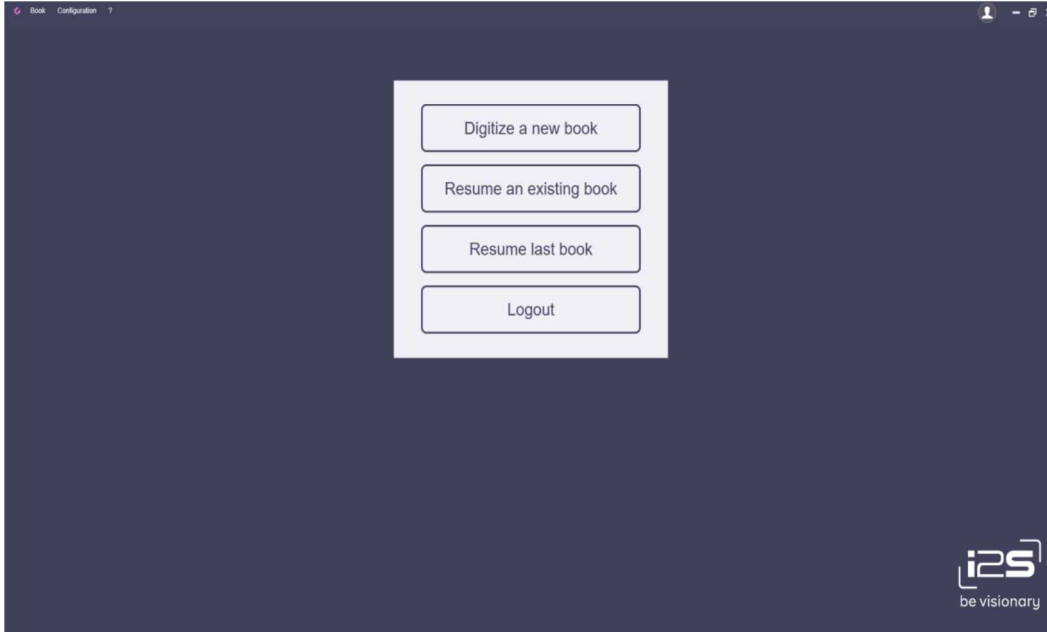 Book Configuration ?
Digitize a new book
Resume an existing book
Resume last book
Logout
i2S
be visionary